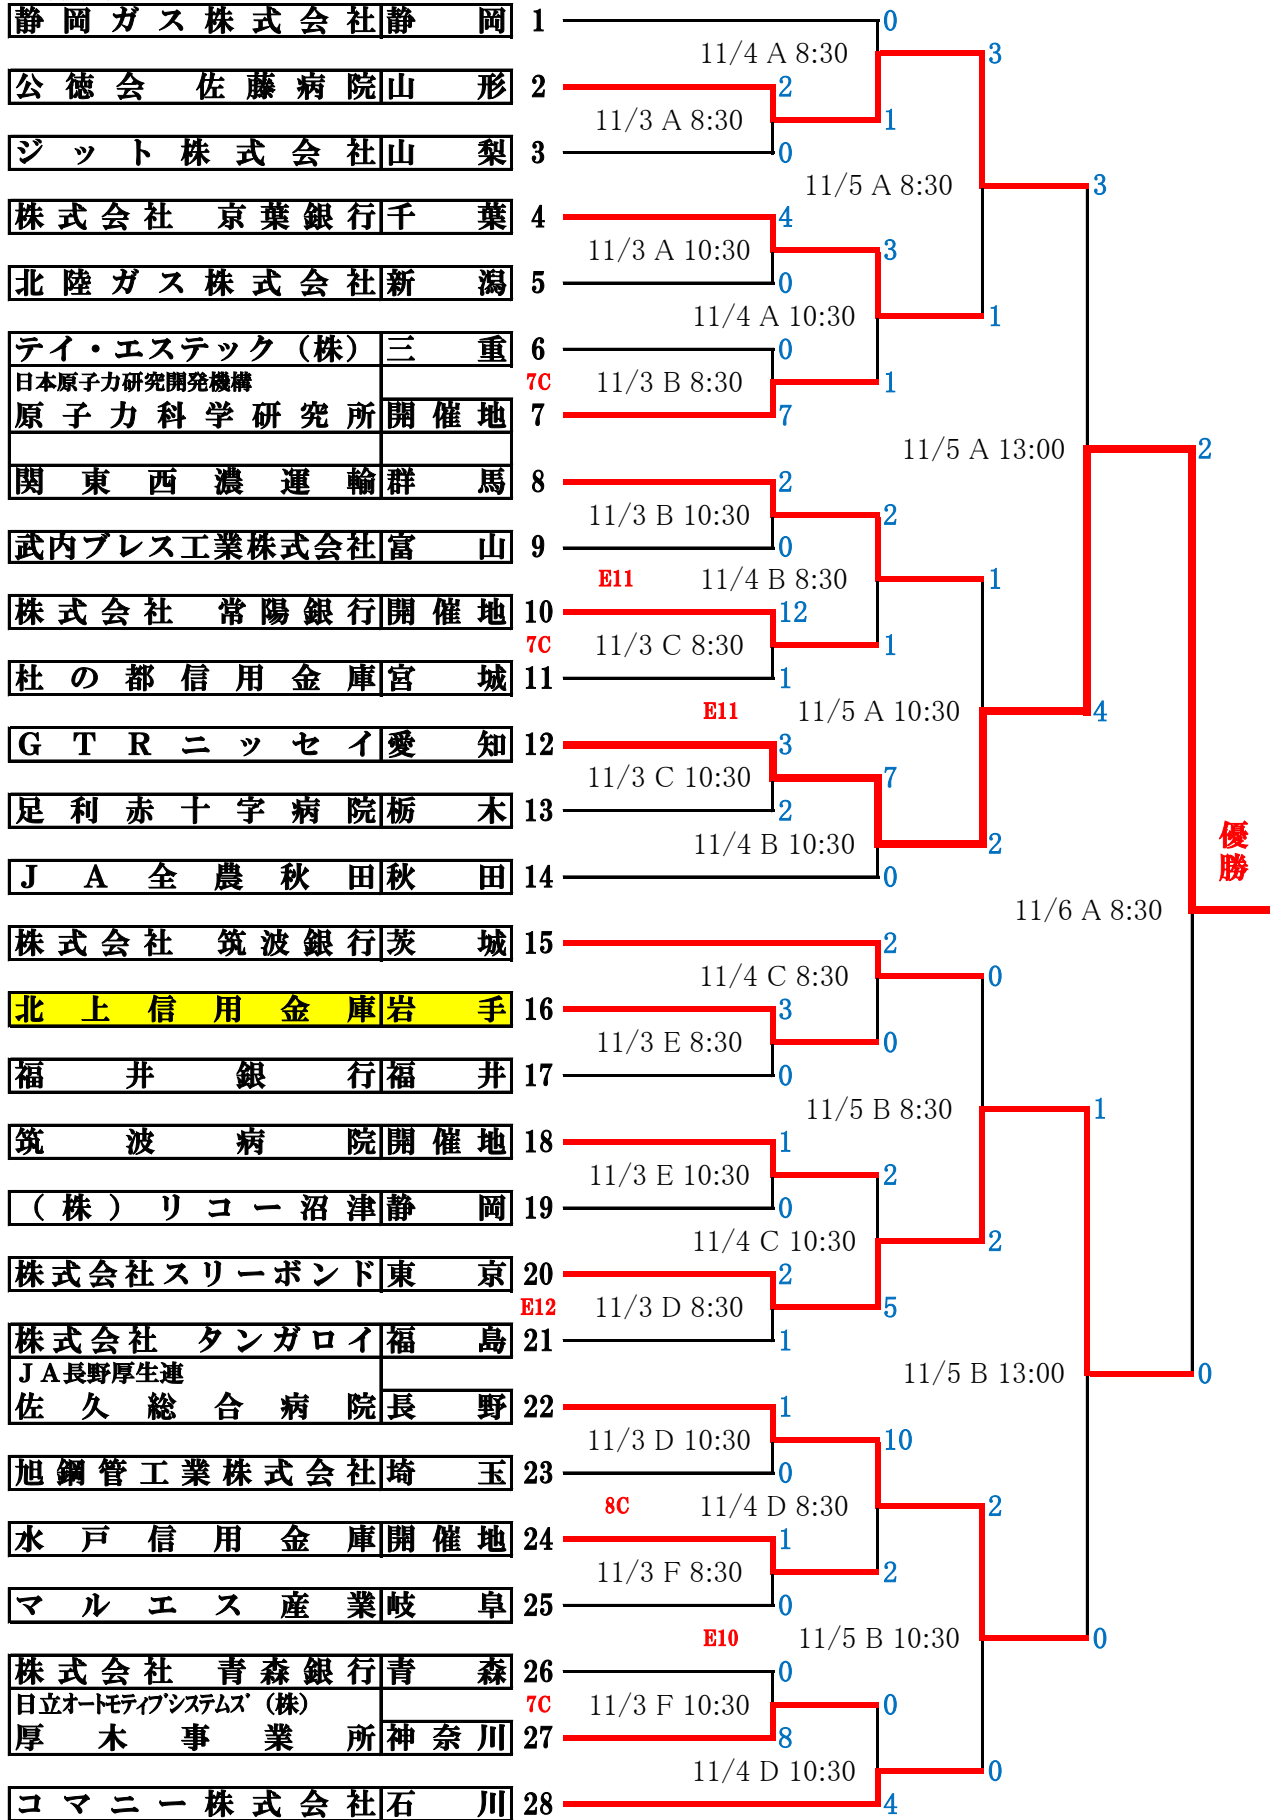 静岡ガス株式会社 静岡 1 0
11/4 A 8:30 3
公徳会 佐藤病院 山形 2 2
11/3 A 8:30 1
ジット株式会社 山梨 3 0
11/5 A 8:30 3
株式会社 京葉銀行 千葉 4 4
11/3 A 10:30 3
北陸ガス株式会社 新潟 5 0
11/4 A 10:30 1
テイ・エステック(株) 三重 6 0
日本原子力研究開発機構 7C 11/3 B 8:30 1
原子力科学研究所 開催地 7 7
11/5 A 13:00 2
関東西濃運輸 群馬 8 2
11/3 B 10:30 2
武内プレス工業株式会社 富山 9 0
E11 11/4 B 8:30 1
株式会社 常陽銀行 開催地 10 12
7C 11/3 C 8:30 1
杜の都信用金庫 宮城 11 1
E11 11/5 A 10:30 4
GTRニッセイ 愛知 12 3
11/3 C 10:30 7
足利赤十字病院 栃木 13 2
11/4 B 10:30 2
優勝
JA全農秋田 秋田 14 0
11/6 A 8:30
株式会社 筑波銀行 茨城 15 2
11/4 C 8:30 0
北上信用金庫 岩手 16 3
11/3 E 8:30 0
福井銀行 福井 17 0
11/5 B 8:30 1
筑波病院 開催地 18 1
11/3 E 10:30 2
(株)リコー沼津 静岡 19 0
11/4 C 10:30 2
株式会社スリーボンド 東京 20 2
E12 11/3 D 8:30 5
株式会社 タンガロイ 福島 21 1
JA長野厚生連 11/5 B 13:00 0
佐久総合病院 長野 22 1
11/3 D 10:30 10
旭鋼管工業株式会社 埼玉 23 0
8C 11/4 D 8:30 2
水戸信用金庫 開催地 24 1
11/3 F 8:30 2
マルエス産業 岐阜 25 0
E10 11/5 B 10:30 0
株式会社 青森銀行 青森 26 0
日立オートモティブシステムズ(株) 7C 11/3 F 10:30 0
厚木事業所 神奈川 27 8
11/4 D 10:30 0
コマニー株式会社 石川 28 4